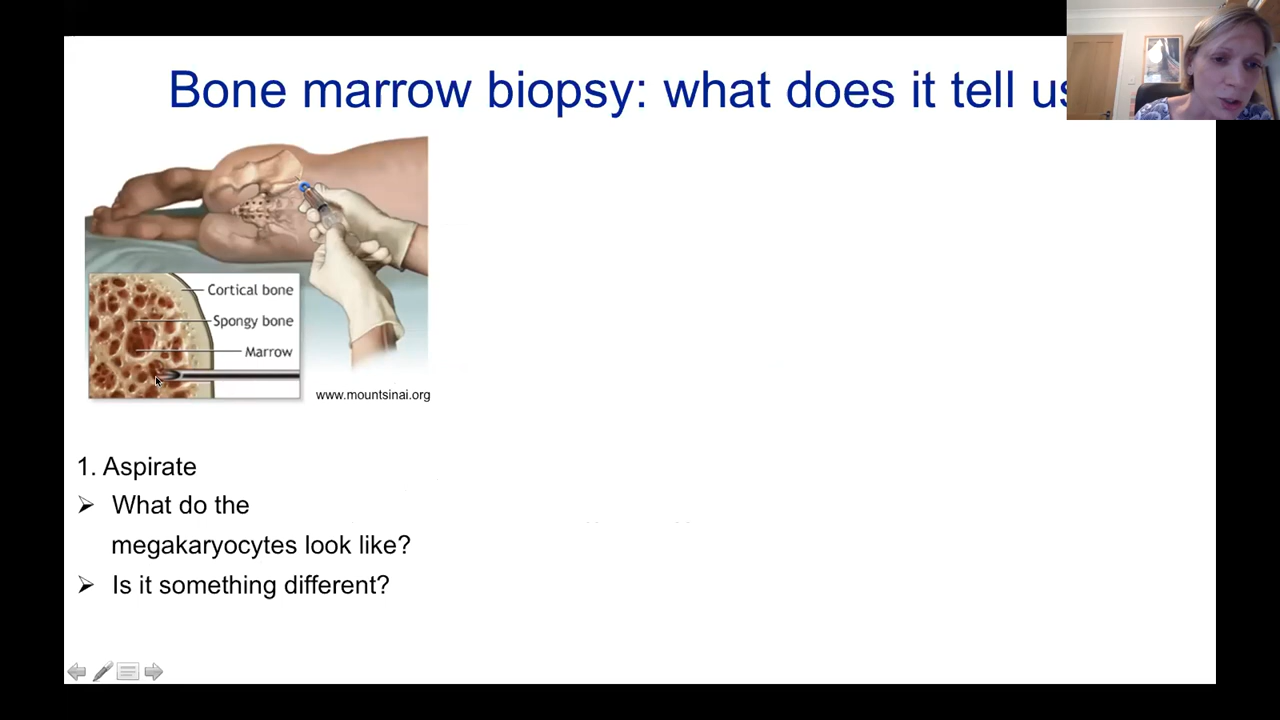 Bone marrow biopsy: what does it tell us
Cortical bone
Spongy bone
Marrow
www.mountsinai.org
1. Aspirate
➢ What do the
megakaryocytes look like?
➢ Is it something different?